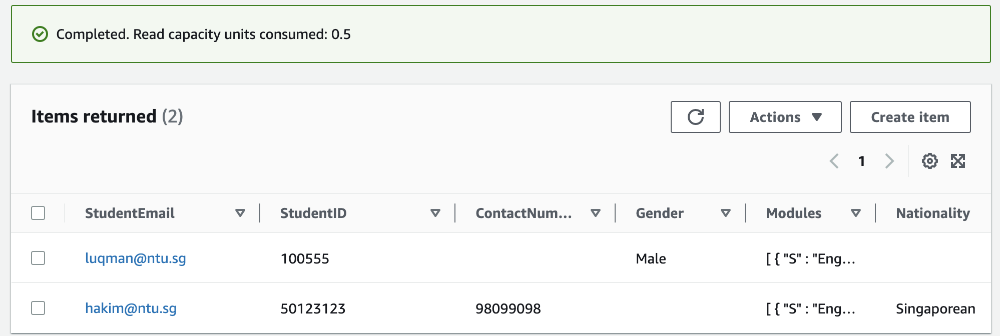 Completed. Read capacity units consumed: 0.5
Items returned (2)
Actions
Create item
1
StudentEmail StudentID ContactNum... Gender Modules Nationality
luqman@ntu.sg 100555 Male [ { "S" : "Eng...
hakim@ntu.sg 50123123 98099098 [ { "S" : "Eng... Singaporean